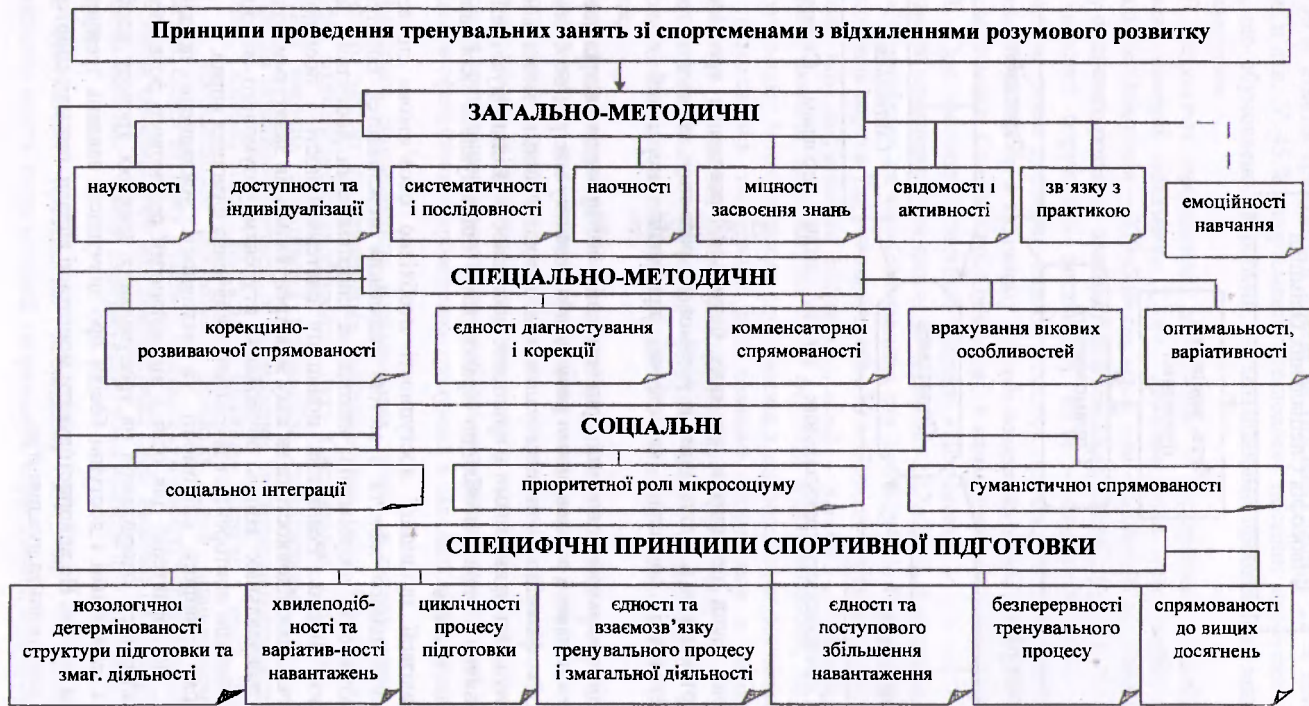 Принципи проведення тренувальних занять зі спортсменами з відхиленнями розумового розвитку
ЗАГАЛЬНО-МЕТОДИЧНІ
науковості
доступності та
індивідуалізації
систематичності
і послідовності
наочності
міцності
засвоєння знань
свідомості і
активності
зв´язку з
практикою
емоційності
навчання
СПЕЦІАЛЬНО-МЕТОДИЧНІ
корекційно-
розвиваючої спрямованості
єдності діагностування
і корекції
компенсаторної
спрямованості
врахування вікових
особливостей
оптимальності,
варіативності
СОЦІАЛЬНІ
соціальної інтеграції
пріоритетної ролі мікросоціуму
гуманістичної спрямованості
СПЕЦИФІЧНІ ПРИНЦИПИ СПОРТИВНОЇ ПІДГОТОВКИ
нозологічної
детермінованості
структури підготовки та
змаг. діяльності
хвилеподіб-
ності та
варіатив-ності
навантажень
циклічності
процесу
підготовки
єдності та
взаємозв’язку
тренувального процесу
і змагальної діяльності
єдності та
поступового
збільшення
навантаження
безперервності
тренувального
процесу
спрямованості
до вищих
досягнень